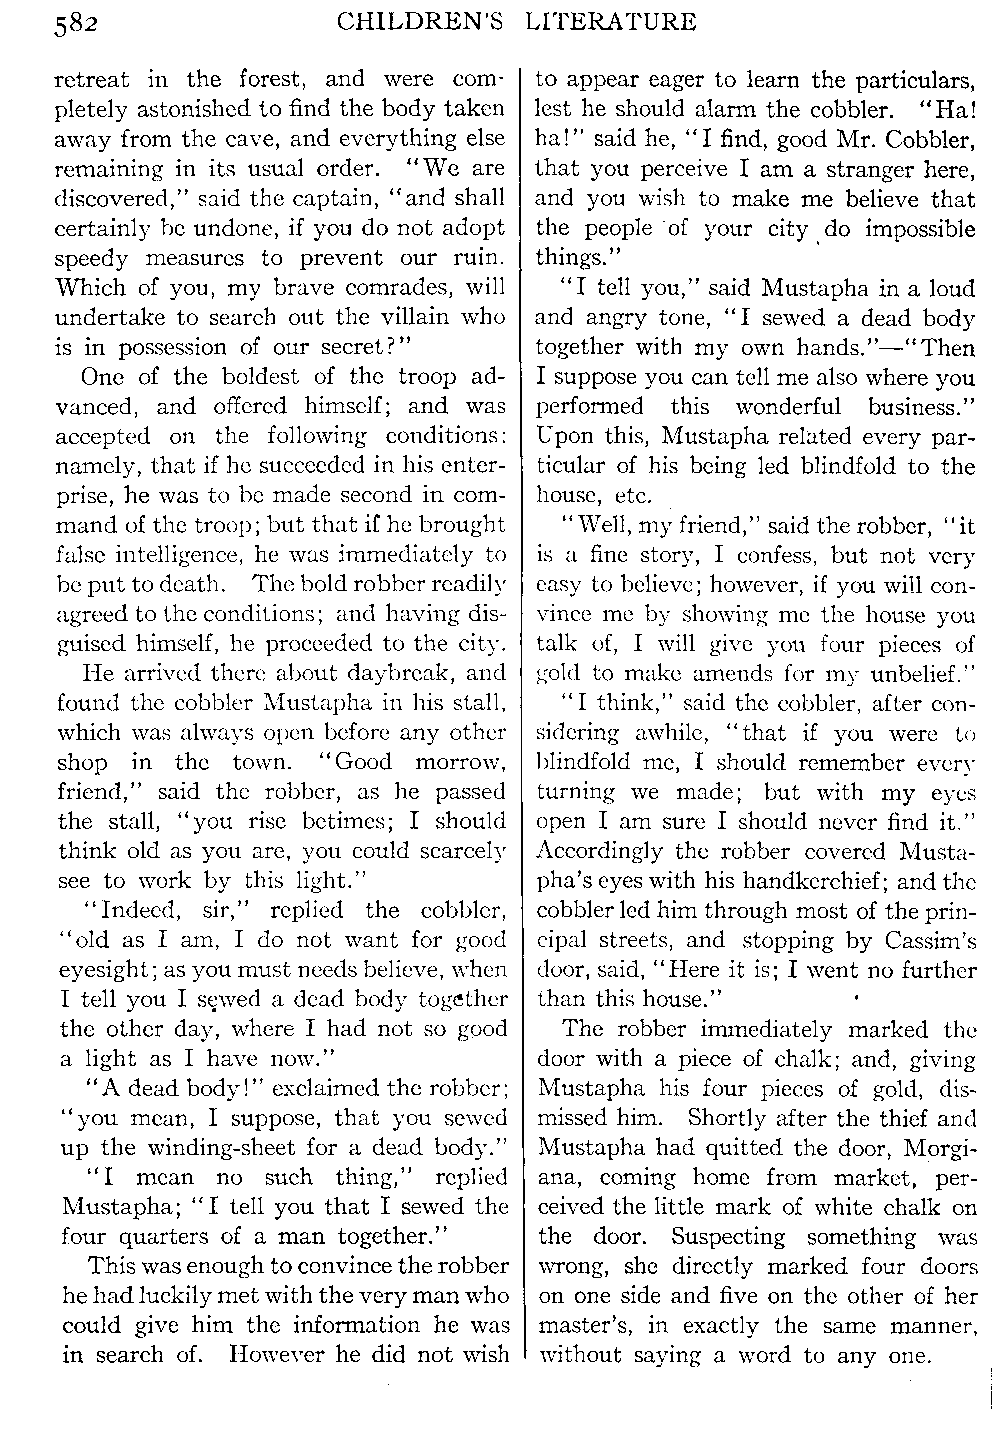 582 CHILDREN'S LITERATURE
retreat in the forest, and were com-
pletely astonished to find the body taken
away from the cave, and everything else
remaining in its usual order. "We are
discovered," said the captain, "and shall
certainly be undone, if you do not adopt
speedy measures to prevent our ruin.
Which of you, my brave comrades, will
undertake to search out the villain who
is in possession of our secret?"
One of the boldest of the troop ad-
vanced, and offered himself; and was
accepted on the following conditions:
namely, that if he succeeded in his enter-
prise, he was to be made second in com-
mand of the troop; but that if he brought
false intelligence, he was immediately to
be put to death. The bold robber readily
agreed to the conditions; and having dis-
guised himself, he proceeded to the city.
He arrived there about daybreak, and
found the cobbler Mustapha in his stall,
which was always open before any other
shop in the town. "Good morrow,
friend," said the robber, as he passed
the stall, "you rise betimes; I should
think old as you are, you could scarcely
see to work by this light."
"Indeed, sir," replied the cobbler,
"old as I am, I do not want for good
eyesight; as you must needs believe, when
I tell you I sewed a dead body together
the other day, where I had not so good
a light as I have now."
"A dead body!" exclaimed the robber;
"you mean, I suppose, that you sewed
up the winding-sheet for a dead body."
"I mean no such thing," replied
Mustapha; "I tell you that I sewed the
four quarters of a man together."
This was enough to convince the robber
he had luckily met with the very man who
could give him the information he was
in search of. However he did not wish
to appear eager to learn the particulars,
lest he should alarm the cobbler. "Ha!
ha!" said he, "I find, good Mr. Cobbler,
that you perceive I am a stranger here,
and you wish to make me believe that
the people of your city do impossible
things."
"I tell you," said Mustapha in a loud
and angry tone, "I sewed a dead body
together with my own hands."—"Then
I suppose you can tell me also where you
performed this wonderful business."
Upon this, Mustapha related every par-
ticular of his being led blindfold to the
house, etc.
"Well, my friend," said the robber, "it
is a fine story, I confess, but not very
easy to believe; however, if you will con-
vince me by showing me the house you
talk of, I will give you four pieces of
gold to make amends for my unbelief."
"I think," said the cobbler, after con-
sidering awhile, "that if you were to
blindfold me, I should remember every
turning we made; but with my eyes
open I am sure I should never find it."
Accordingly the robber covered Musta-
pha's eyes with his handkerchief; and the
cobbler led him through most of the prin-
cipal streets, and stopping by Cassim's
door, said, "Here it is; I went no further
than this house."
The robber immediately marked the
door with a piece of chalk; and, giving
Mustapha his four pieces of gold, dis-
missed him. Shortly after the thief and
Mustapha had quitted the door, Morgi-
ana, coming home from market, per-
ceived the little mark of white chalk on
the door. Suspecting something was
wrong, she directly marked four doors
on one side and five on the other of her
master's, in exactly the same manner,
without saying a word to any one.